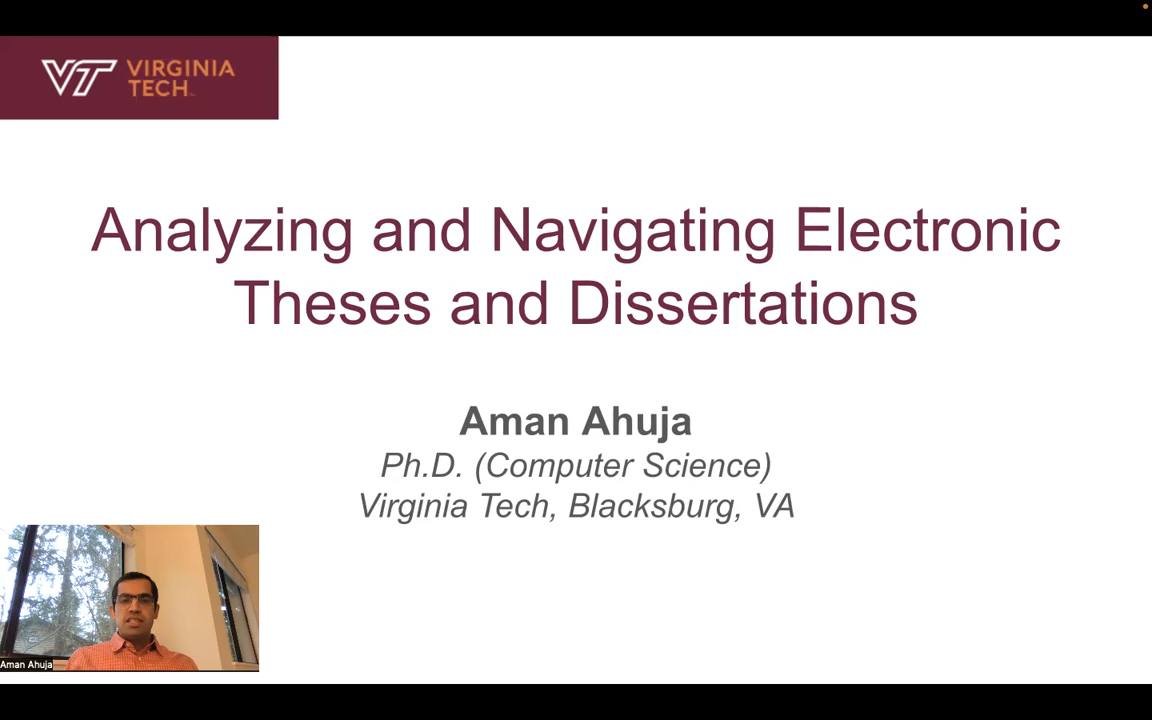 VT VIRGINIA
TECH
Analyzing and Navigating Electronic
Theses and Dissertations
Aman Ahuja
Ph.D. (Computer Science)
Virginia Tech, Blacksburg, VA
Aman Ahuja